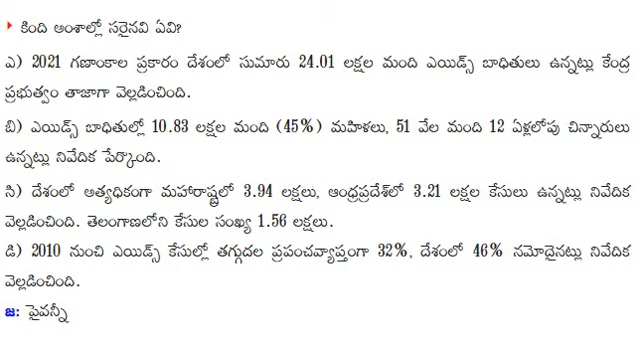 ▶ కింది అంశాల్లో సరైనవి ఏవి?
ఎ) 2021 గణాంకాల ప్రకారం దేశంలో సుమారు 24.01 లక్షల మంది ఎయిడ్స్ బాధితులు ఉన్నట్లు కేంద్ర
ప్రభుత్వం తాజాగా వెల్లడించింది.
బి) ఎయిడ్స్ బాధితుల్లో 10.83 లక్షల మంది (45%) మహిళలు, 51 వేల మంది 12 ఏళ్లలోపు చిన్నారులు
ఉన్నట్లు నివేదిక పేర్కొంది.
సి) దేశంలో అత్యధికంగా మహారాష్ట్రలో 3.94 లక్షలు, ఆంధ్రప్రదేశ్‌లో 3.21 లక్షల కేసులు ఉన్నట్లు నివేదిక
వెల్లడించింది. తెలంగాణలోని కేసుల సంఖ్య 1.56 లక్షలు.
డి) 2010 నుంచి ఎయిడ్స్ కేసుల్లో తగ్గుదల ప్రపంచవ్యాప్తంగా 32%, దేశంలో 46% నమోదైనట్లు నివేదిక
వెల్లడించింది.
జ: పైవన్నీ